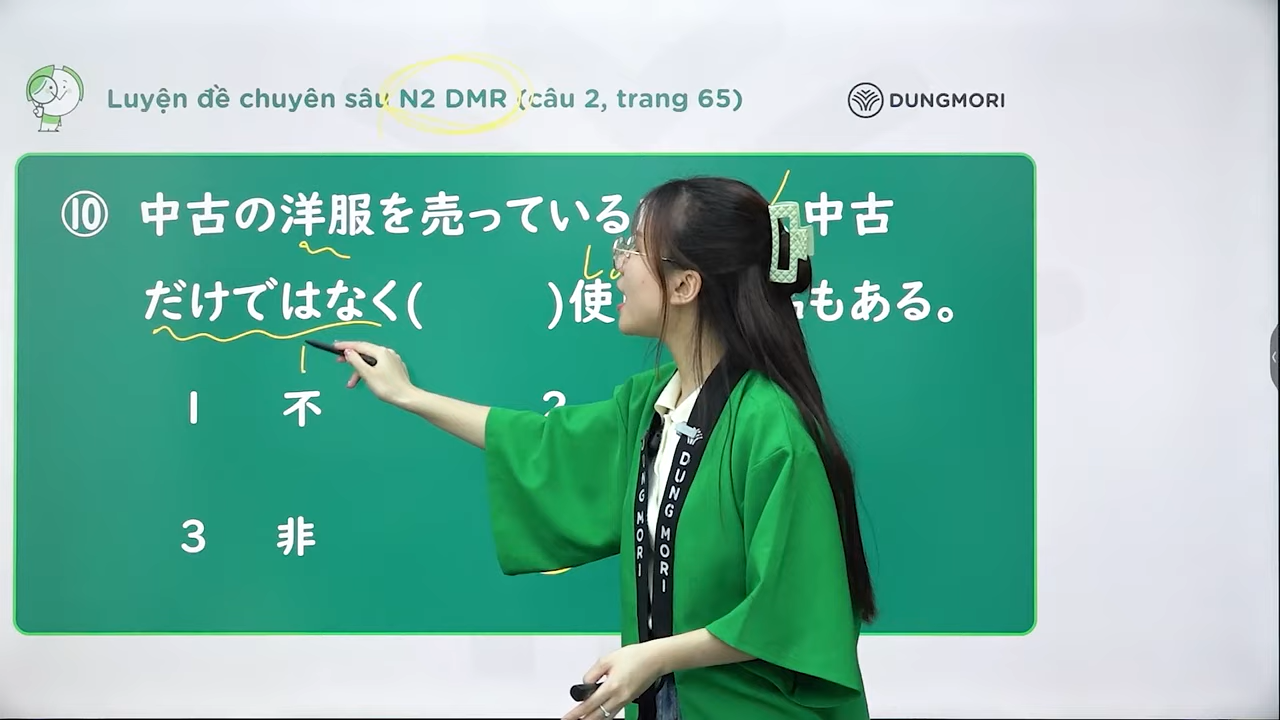 Luyện đề chuyên sâu N2 DMR (câu 2, trang 65)
DUNGMORI
⑩ 中古の洋服を売っている 中古
だけではなく( )使 もある。
1 不
2
3 非
DUNG MORI
DUNG MORI